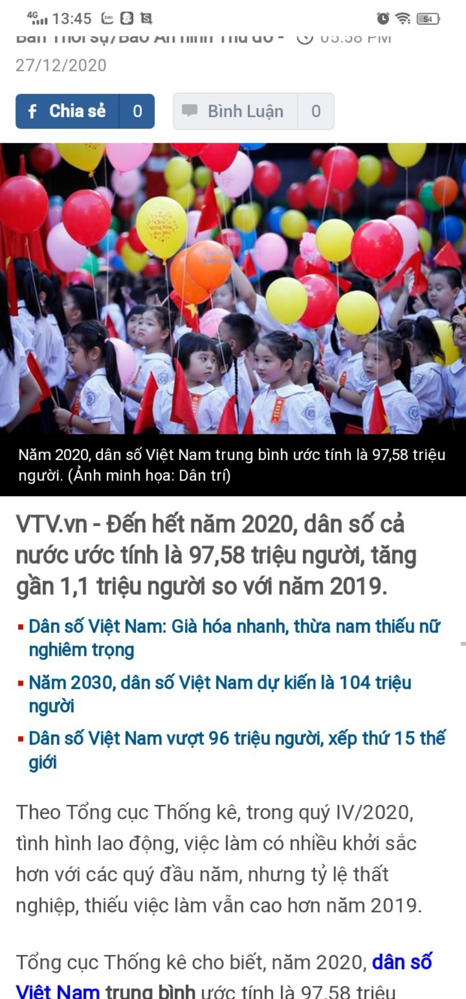 4G 13:45 54
Ban Thời sự/Báo An ninh Thủ đô - 05:58 PM
27/12/2020
f Chia sẻ 0 Bình Luận 0
Chúc
Mừng Năm
Học Mới
Năm 2020, dân số Việt Nam trung bình ước tính là 97,58 triệu
người. (Ảnh minh họa: Dân trí)
VTV.vn - Đến hết năm 2020, dân số cả
nước ước tính là 97,58 triệu người, tăng
gần 1,1 triệu người so với năm 2019.
Dân số Việt Nam: Già hóa nhanh, thừa nam thiếu nữ
nghiêm trọng
Năm 2030, dân số Việt Nam dự kiến là 104 triệu
người
Dân số Việt Nam vượt 96 triệu người, xếp thứ 15 thế
giới
Theo Tổng cục Thống kê, trong quý IV/2020,
tình hình lao động, việc làm có nhiều khởi sắc
hơn với các quý đầu năm, nhưng tỷ lệ thất
nghiệp, thiếu việc làm vẫn cao hơn năm 2019.
Tổng cục Thống kê cho biết, năm 2020, dân số
Việt Nam trung bình ước tính là 97,58 triệu